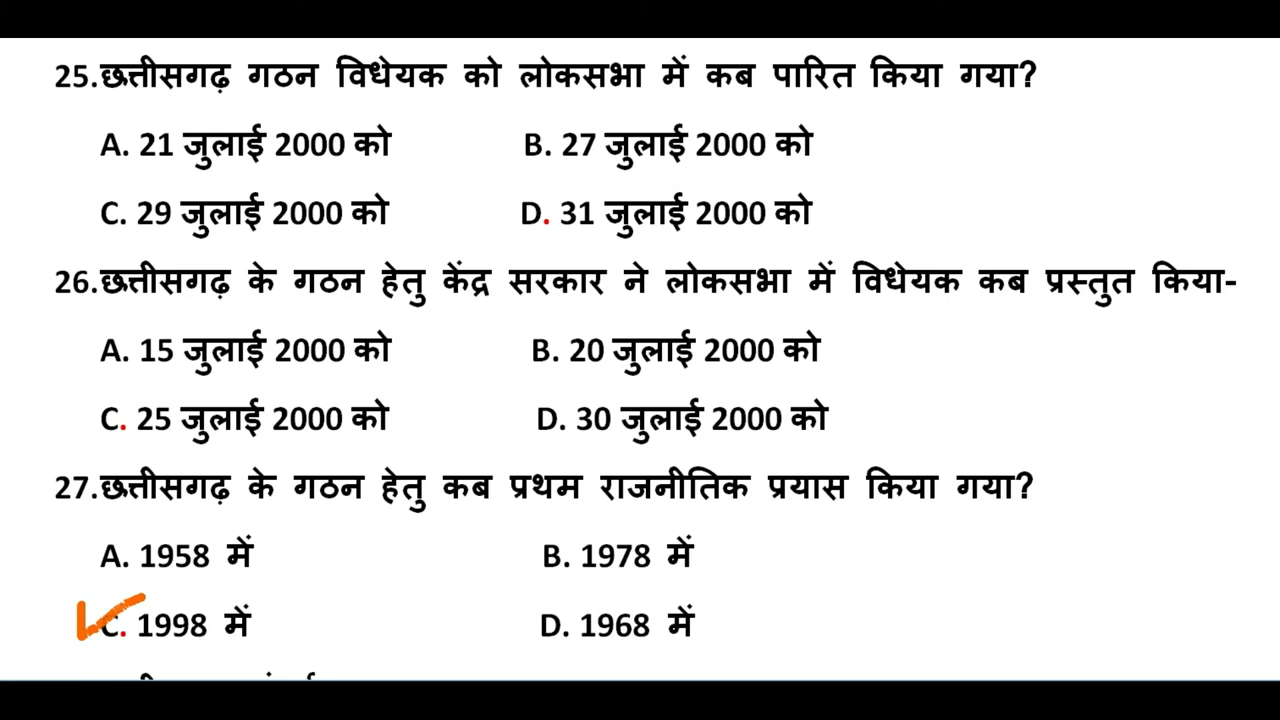 25.छत्तीसगढ़ गठन विधेयक को लोकसभा में कब पारित किया गया?
A. 21 जुलाई 2000 को B. 27 जुलाई 2000 को
C. 29 जुलाई 2000 को D. 31 जुलाई 2000 को
26.छत्तीसगढ़ के गठन हेतु केंद्र सरकार ने लोकसभा में विधेयक कब प्रस्तुत किया-
A. 15 जुलाई 2000 को B. 20 जुलाई 2000 को
C. 25 जुलाई 2000 को D. 30 जुलाई 2000 को
27.छत्तीसगढ़ के गठन हेतु कब प्रथम राजनीतिक प्रयास किया गया?
A. 1958 में B. 1978 में
C. 1998 में D. 1968 में